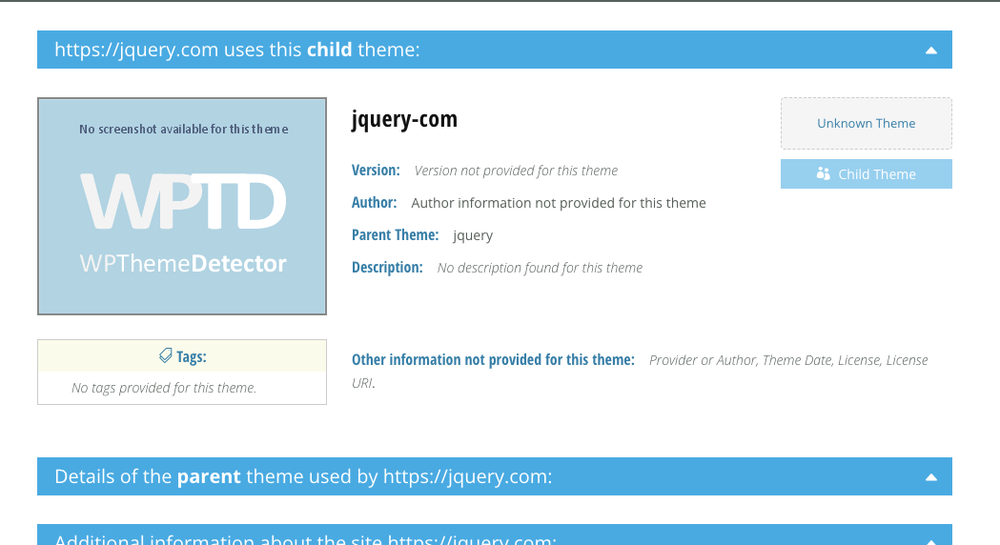 https://jquery.com uses this child theme:
No screenshot available for this theme
WPTD
WPThemeDetector
jquery-com
Unknown Theme
Child Theme
Version: Version not provided for this theme
Author: Author information not provided for this theme
Parent Theme: jquery
Description: No description found for this theme
Tags:
No tags provided for this theme.
Other information not provided for this theme: Provider or Author, Theme Date, License, License
URI.
Details of the parent theme used by https://jquery.com:
Additional information about the site https://jquery.com: